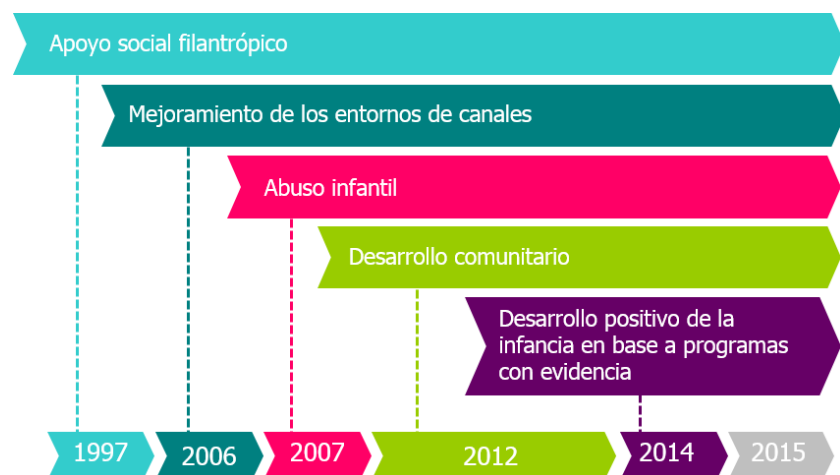 Apoyo social filantrópico
Mejoramiento de los entornos de canales
Abuso infantil
Desarrollo comunitario
Desarrollo positivo de la
infancia en base a programas
con evidencia
1997
2006
2007
2012
2014
2015